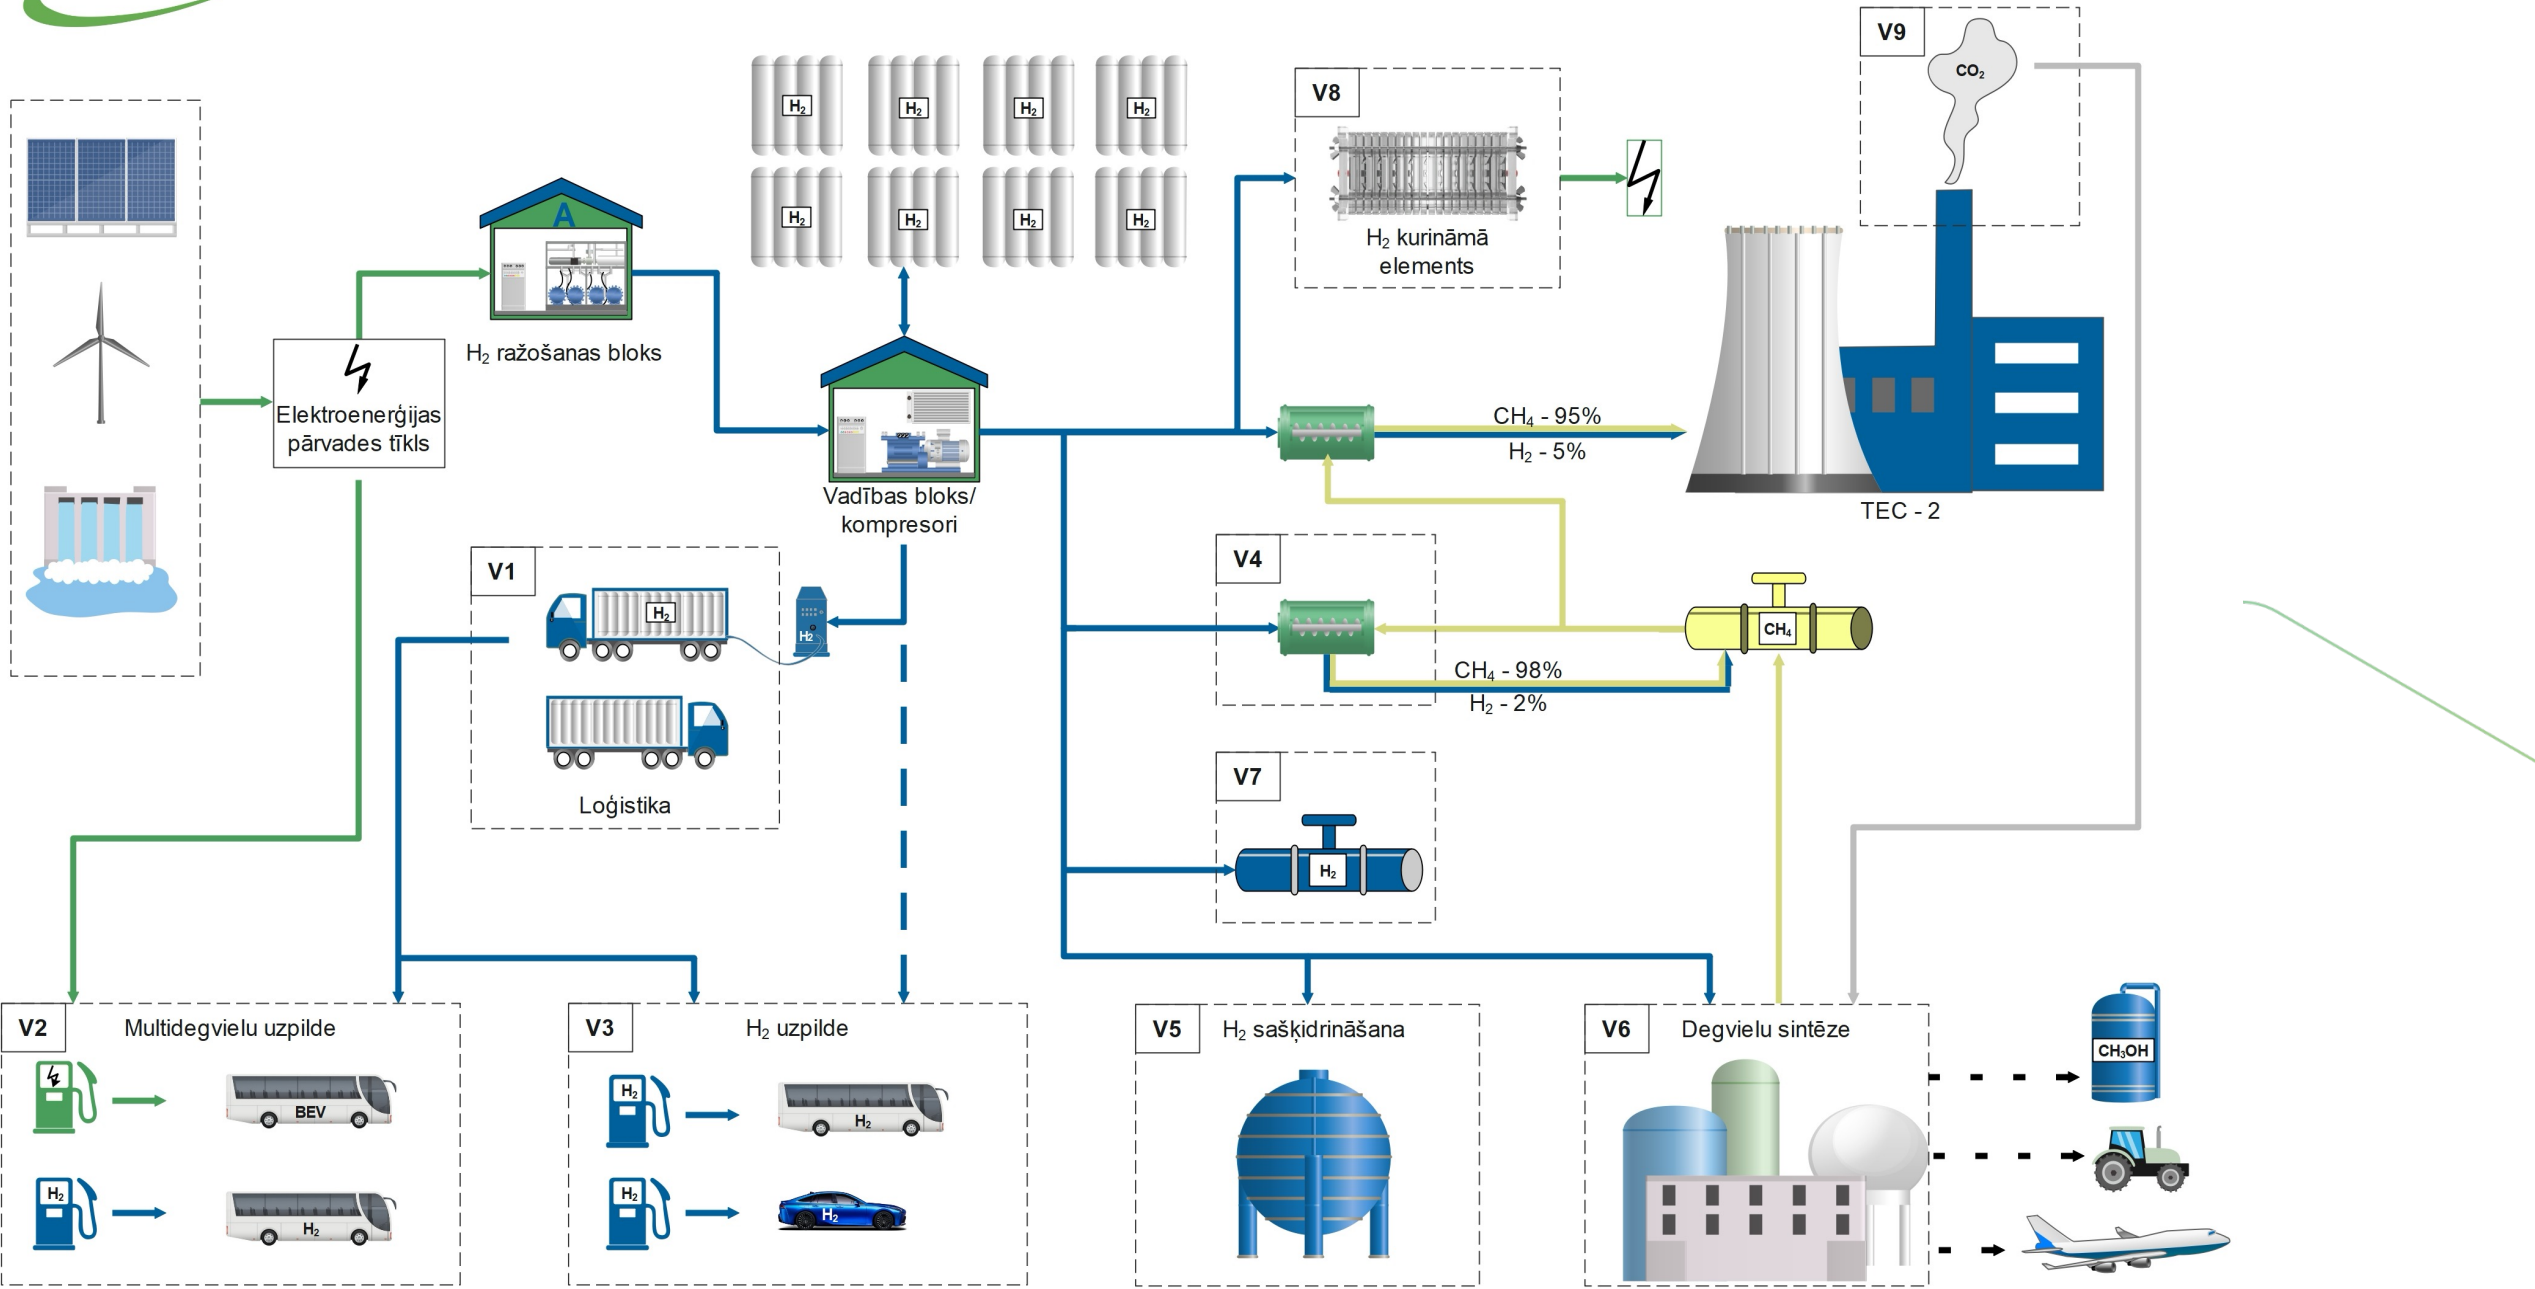 V9
CO₂
V8
H₂ kurināmā
elements
H₂
H₂
H₂
H₂
H₂
H₂
H₂
H₂
A
H₂ ražošanas bloks
Elektroenerģijas
pārvades tīkls
Vadības bloks/
kompresori
CH₄ - 95%
H₂ - 5%
TEC - 2
V1
H₂
H₂
Loģistika
V4
CH₄
CH₄ - 98%
H₂ - 2%
V7
H₂
V2
Multidegvielu uzpilde
BEV
H₂
H₂
V3
H₂ uzpilde
H₂
H₂
H₂
H₂
V5
H₂ sašķidrināšana
V6
Degvielu sintēze
CH₃OH